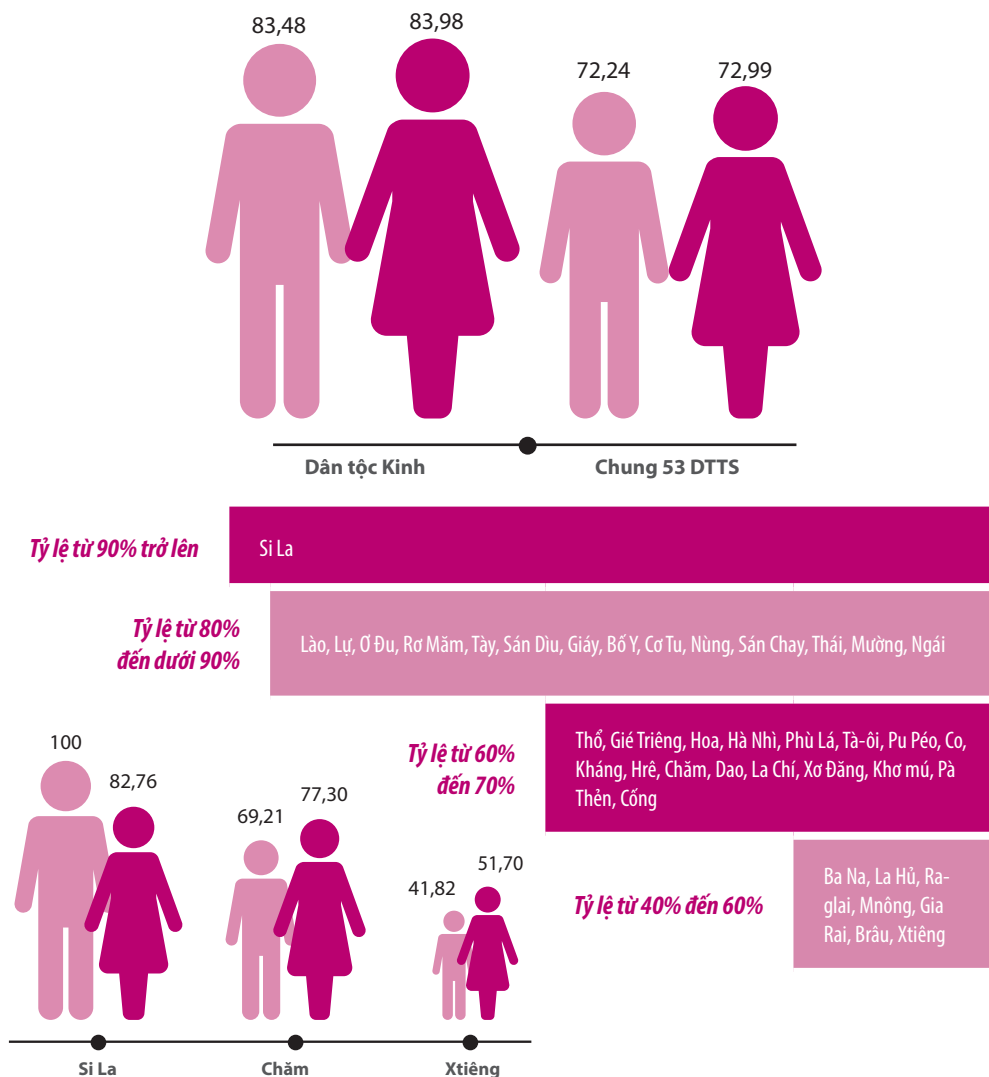 83,48
83,98
72,24
72,99
Dân tộc Kinh
Chung 53 DTTS
Tỷ lệ từ 90% trở lên
Si La
Tỷ lệ từ 80%
đến dưới 90%
Lào, Lự, Ơ Đu, Rơ Măm, Tày, Sán Dìu, Giáy, Bố Y, Cơ Tu, Nùng, Sán Chay, Thái, Mường, Ngái
Tỷ lệ từ 60%
đến 70%
Thổ, Gié Triêng, Hoa, Hà Nhì, Phù Lá, Tà-ôi, Pu Péo, Co,
Kháng, Hrê, Chăm, Dao, La Chí, Xơ Đăng, Khơ mú, Pà
Thẻn, Cống
Tỷ lệ từ 40% đến 60%
Ba Na, La Hủ, Ra-
glai, Mnông, Gia
Rai, Brâu, Xtiêng
100
82,76
69,21
77,30
41,82
51,70
Si La
Chăm
Xtiêng